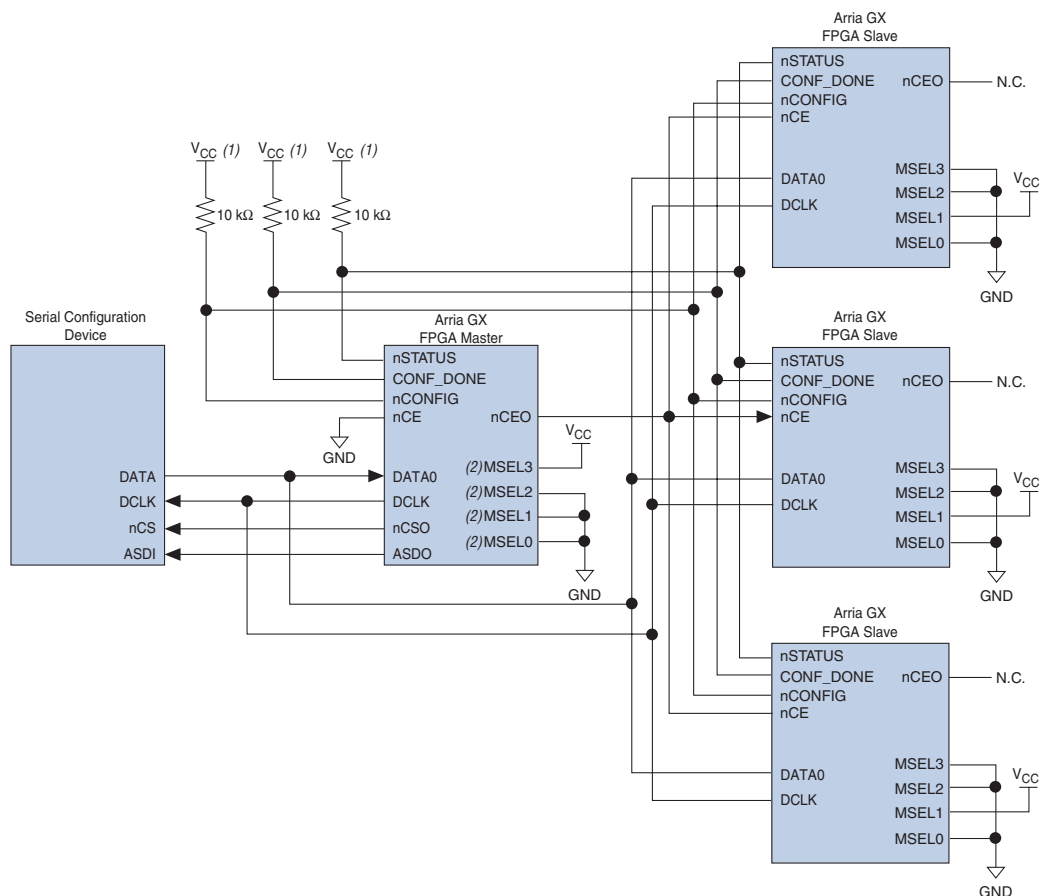 Arria GX
FPGA Slave
nSTATUS
CONF_DONE
nCONFIG
nCE
nCEO
N.C.
DATA0
DCLK
MSEL3
MSEL2
MSEL1
MSEL0
VCC
GND
VCC (1)
VCC (1)
VCC (1)
10 kΩ
10 kΩ
10 kΩ
Serial Configuration
Device
DATA
DCLK
nCS
ASDI
Arria GX
FPGA Master
nSTATUS
CONF_DONE
nCONFIG
nCE
nCEO
GND
DATA0
DCLK
nCSO
ASDO
(2)MSEL3
(2)MSEL2
(2)MSEL1
(2)MSEL0
VCC
GND
Arria GX
FPGA Slave
nSTATUS
CONF_DONE
nCONFIG
nCE
nCEO
N.C.
DATA0
DCLK
MSEL3
MSEL2
MSEL1
MSEL0
VCC
GND
Arria GX
FPGA Slave
nSTATUS
CONF_DONE
nCONFIG
nCE
nCEO
N.C.
DATA0
DCLK
MSEL3
MSEL2
MSEL1
MSEL0
VCC
GND